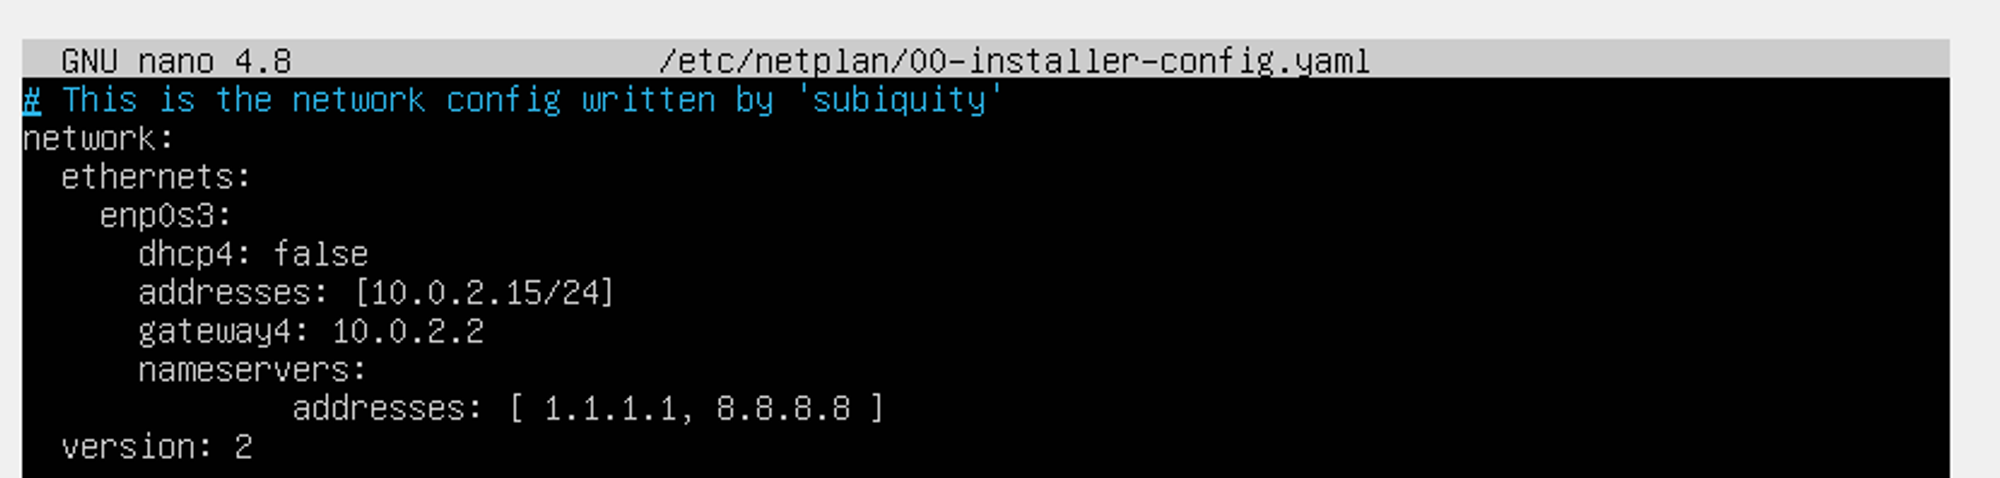 GNU nano 4.8 /etc/netplan/00-installer-config.yaml
# This is the network config written by 'subiquity'
network:
  ethernets:
    enp0s3:
      dhcp4: false
      addresses: [10.0.2.15/24]
      gateway4: 10.0.2.2
      nameservers:
              addresses: [ 1.1.1.1, 8.8.8.8 ]
  version: 2